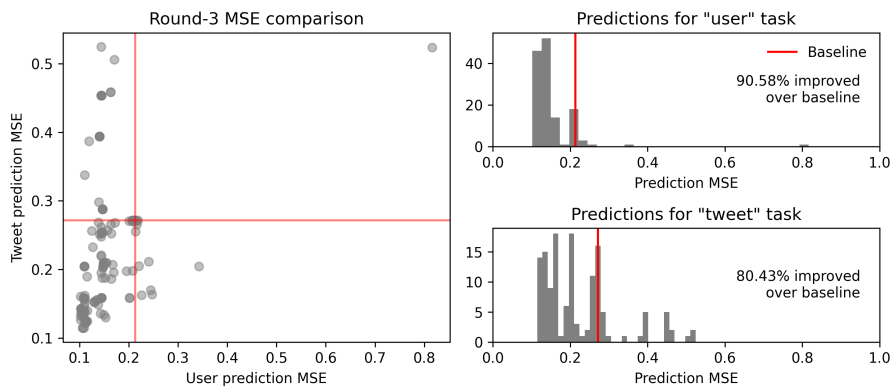 Round-3 MSE comparison
Tweet prediction MSE
0.5
0.4
0.3
0.2
0.1
0.1 0.2 0.3 0.4 0.5 0.6 0.7 0.8
User prediction MSE
Predictions for "user" task
40
20
0
Baseline
90.58% improved
over baseline
0.0 0.2 0.4 0.6 0.8 1.0
Prediction MSE
Predictions for "tweet" task
15
10
5
0
80.43% improved
over baseline
0.0 0.2 0.4 0.6 0.8 1.0
Prediction MSE